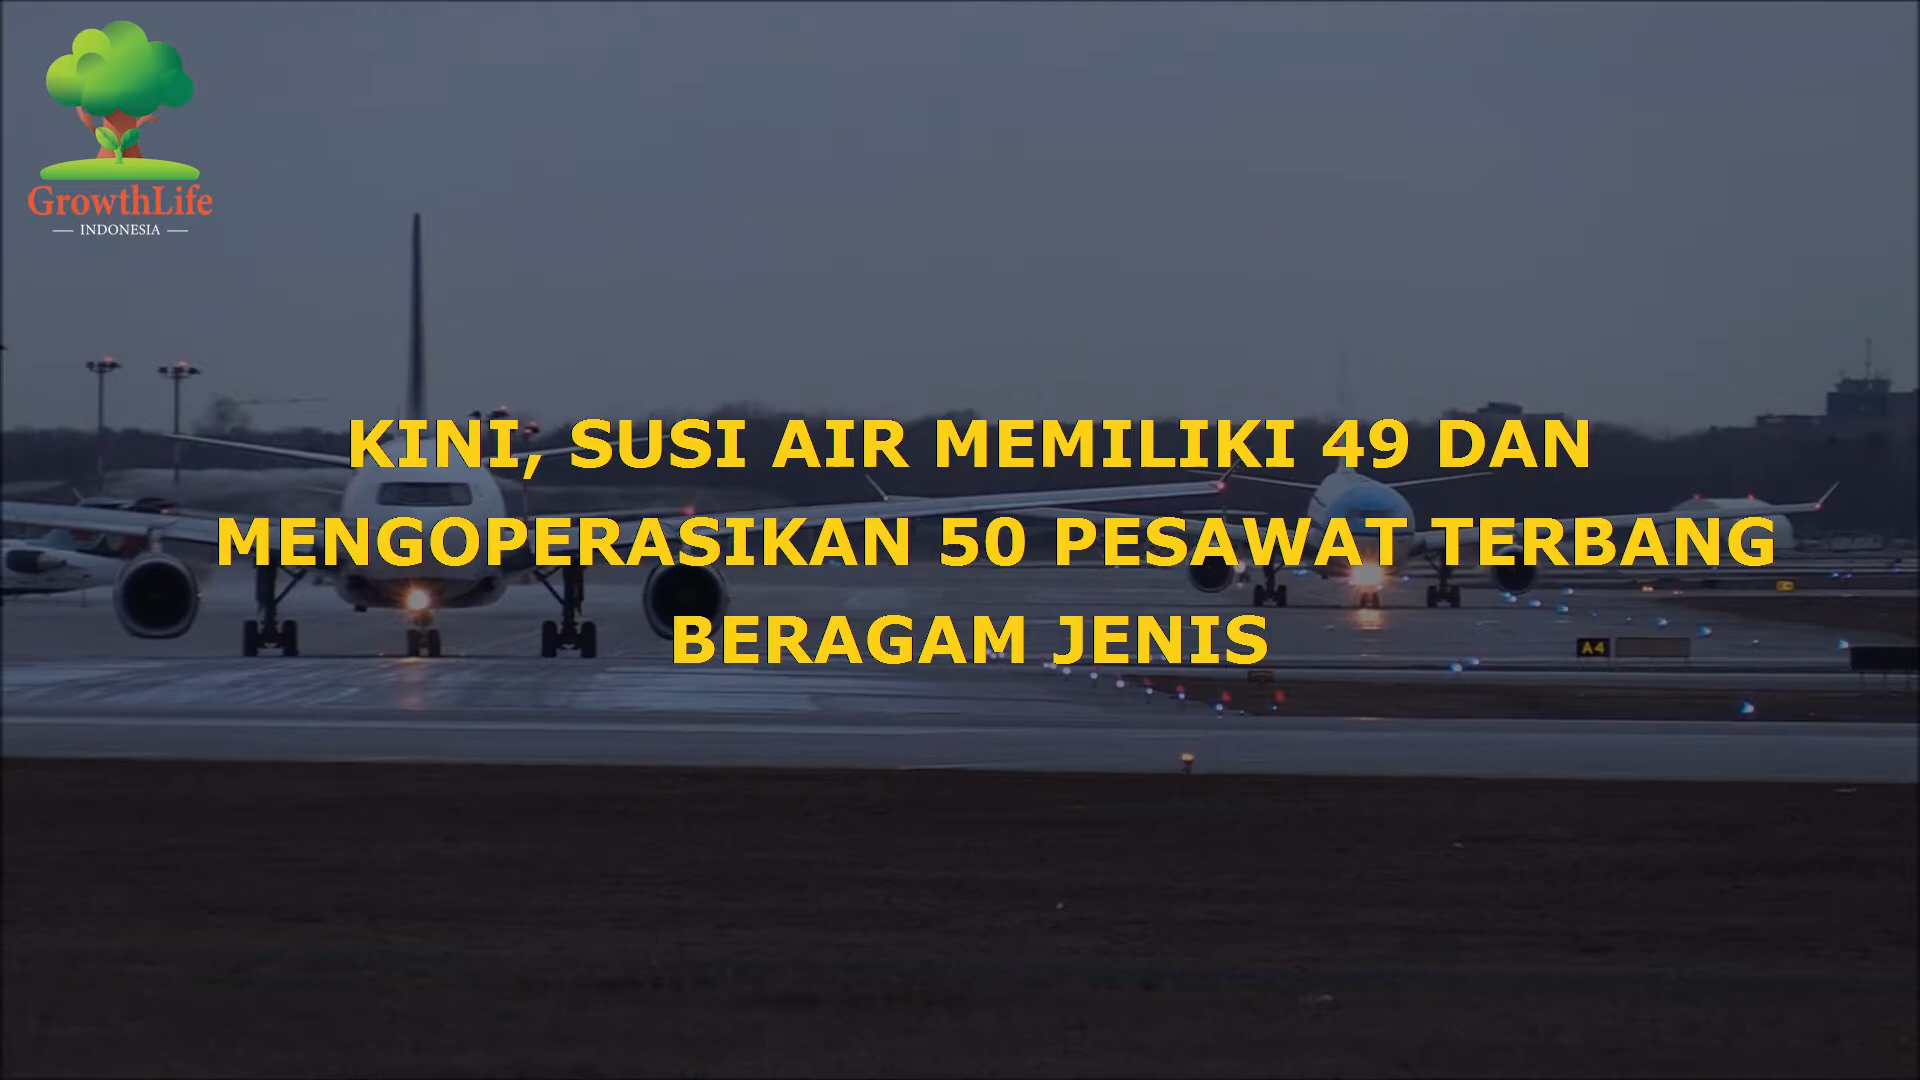 GrowthLife
INDONESIA
KINI, SUSI AIR MEMILIKI 49 DAN
MENGOPERASIKAN 50 PESAWAT TERBANG
BERAGAM JENIS
A4